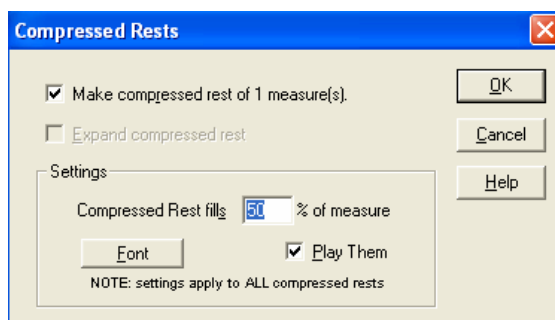 Compressed Rests
Make compressed rest of 1 measure(s).
OK
Expand compressed rest
Cancel
Settings
Help
Compressed Rest fills 50 % of measure
Font
Play Them
NOTE: settings apply to ALL compressed rests